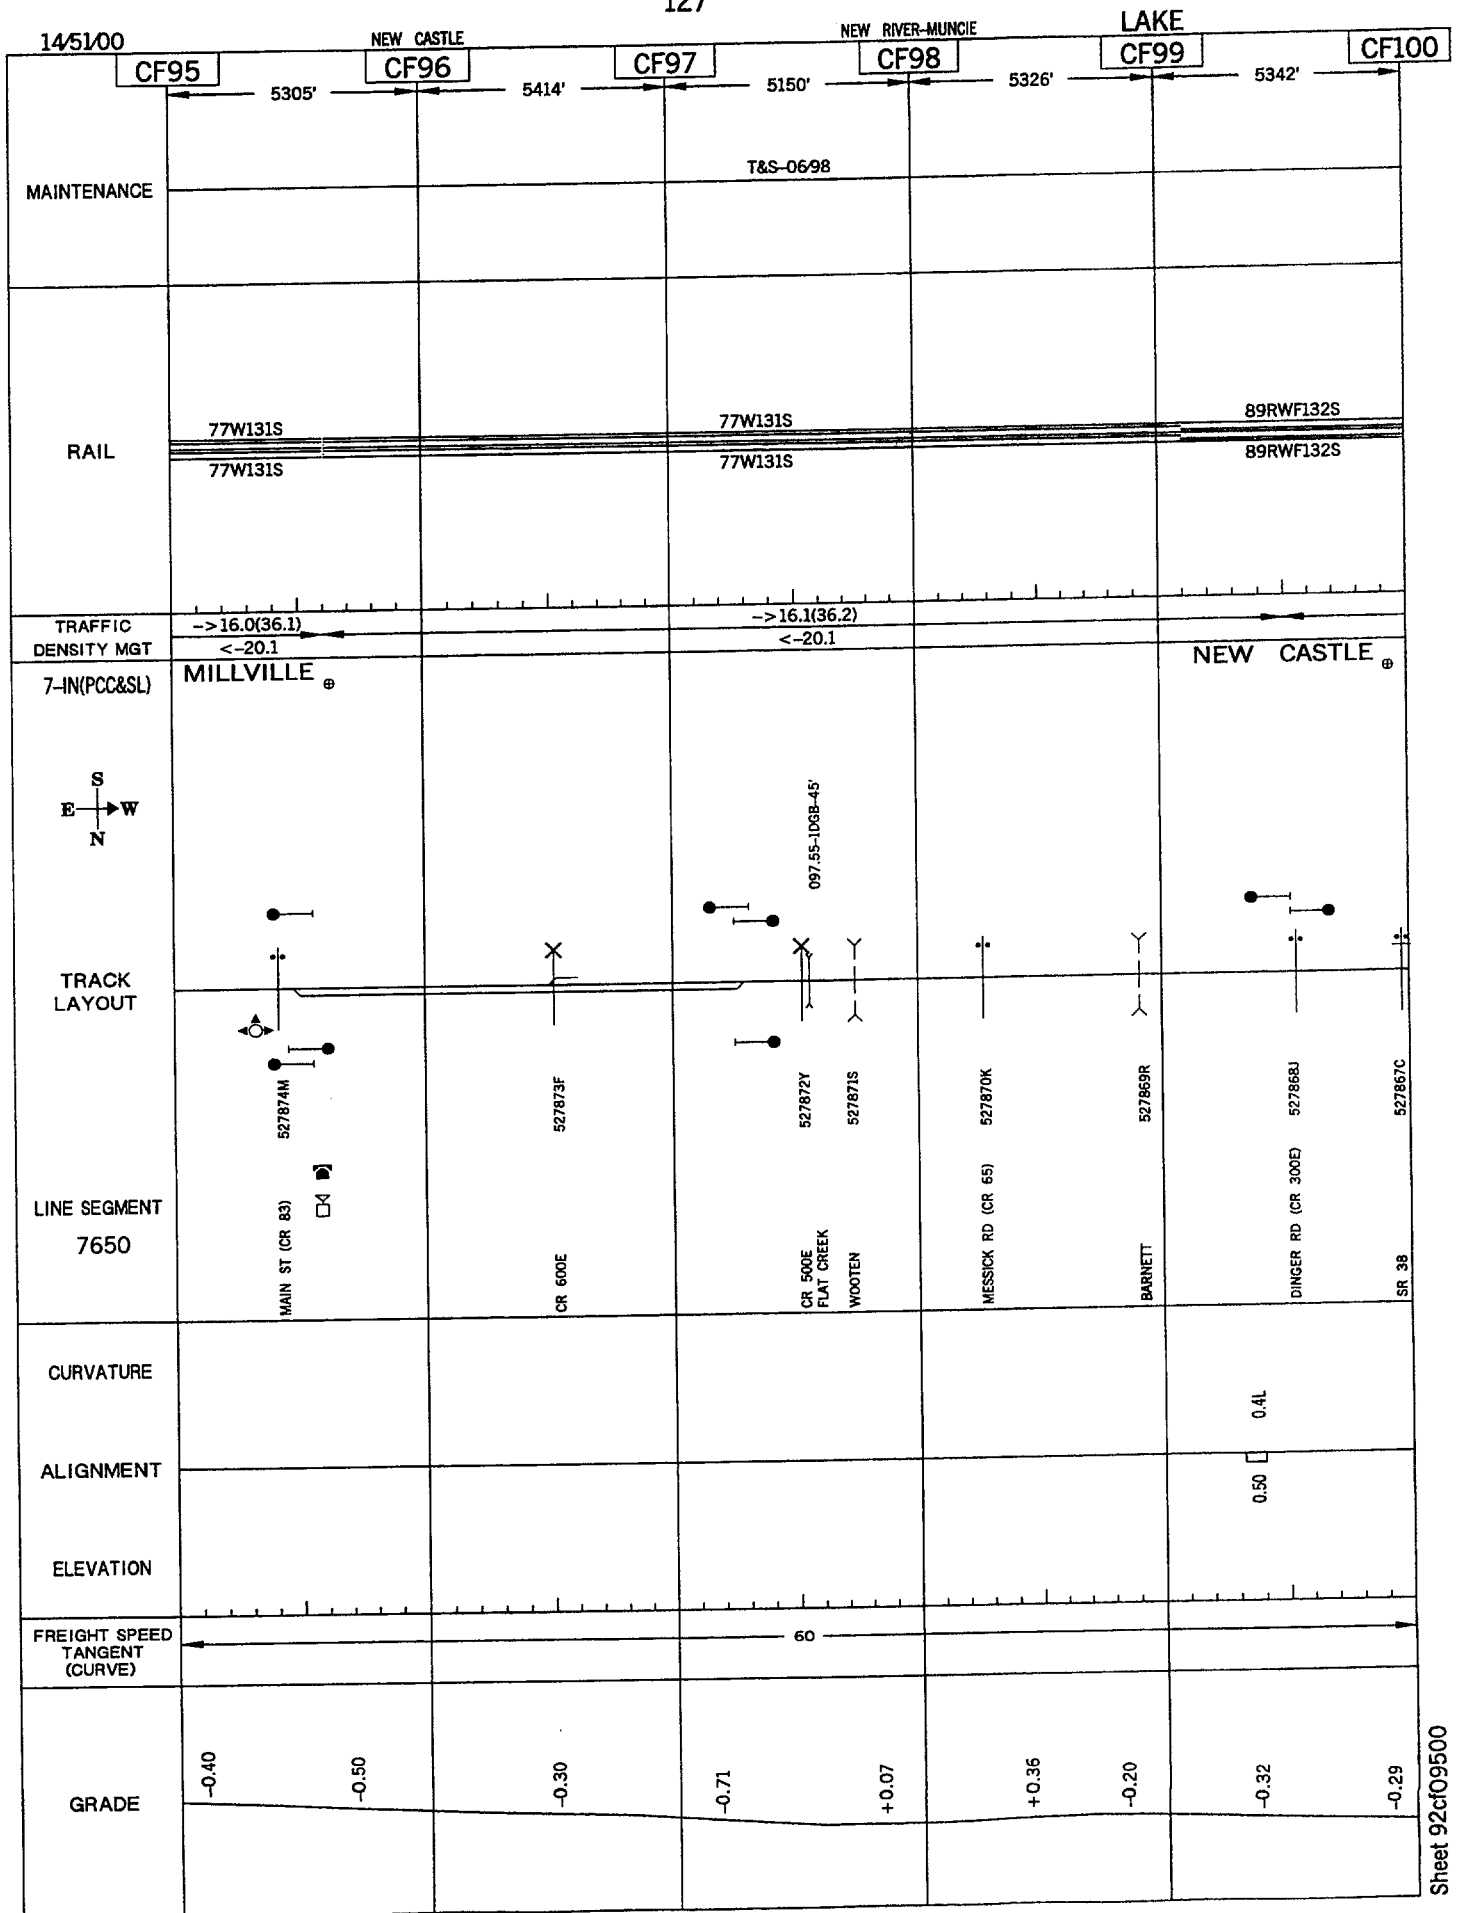 127
14/51/00
NEW CASTLE
NEW RIVER-MUNCIE
LAKE
CF95
CF96
CF97
CF98
CF99
CF100
5305'
5414'
5150'
5326'
5342'
MAINTENANCE
T&S-06/98
RAIL
77W131S
77W131S
89RWF132S
77W131S
77W131S
89RWF132S
TRAFFIC
DENSITY MGT
->16.0(36.1)
->16.1(36.2)
<-20.1
<-20.1
7-IN(PCC&SL)
MILLVILLE
NEW CASTLE
S
E
W
N
097.55-1DGB-45'
TRACK
LAYOUT
527874M
527873F
527872Y
527871S
527870K
527869R
527868J
527867C
LINE SEGMENT
7650
MAIN ST (CR 83)
CR 600E
CR 500E
FLAT CREEK
WOOTEN
MESSICK RD (CR 65)
BARNETT
DINGER RD (CR 300E)
SR 38
CURVATURE
0.4L
ALIGNMENT
0.50
ELEVATION
FREIGHT SPEED
TANGENT
(CURVE)
60
GRADE
-0.40
-0.50
-0.30
-0.71
+0.07
+0.36
-0.20
-0.32
-0.29
Sheet 92cf09500